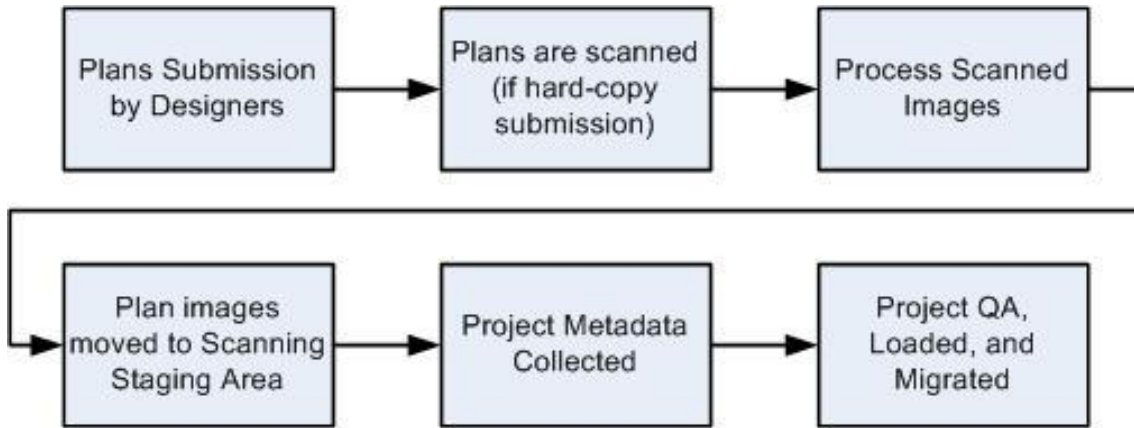 Plans Submission
by Designers
Plans are scanned
(if hard-copy
submission)
Process Scanned
Images
Plan images
moved to Scanning
Staging Area
Project Metadata
Collected
Project QA,
Loaded, and
Migrated